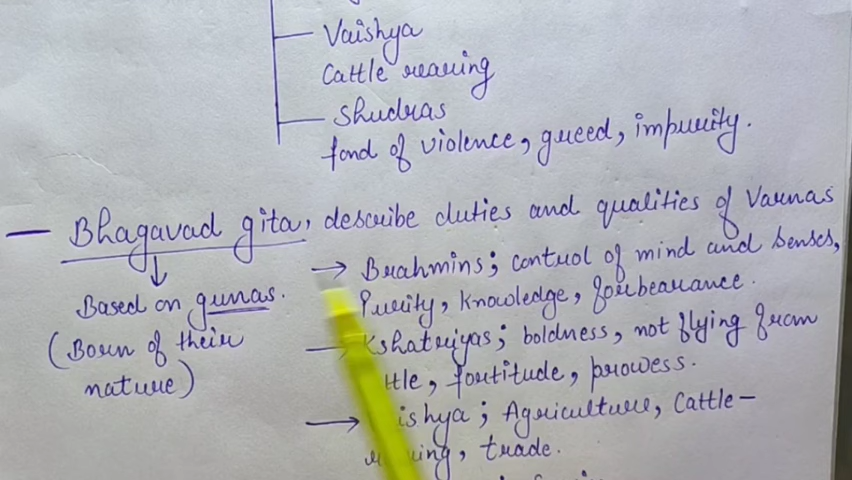 Vaishya
Cattle rearing
Shudras
fond of violence, greed, impurity.
— Bhagavad gita, describe duties and qualities of Varnas
→ Brahmins; control of mind and senses,
Purity, Knowledge, forbearance.
Based on gunas.
(Born of their
nature)
→ Kshatriyas; boldness, not flying from
fortitude, prowess.
→ Agriculture, Cattle-
trade.